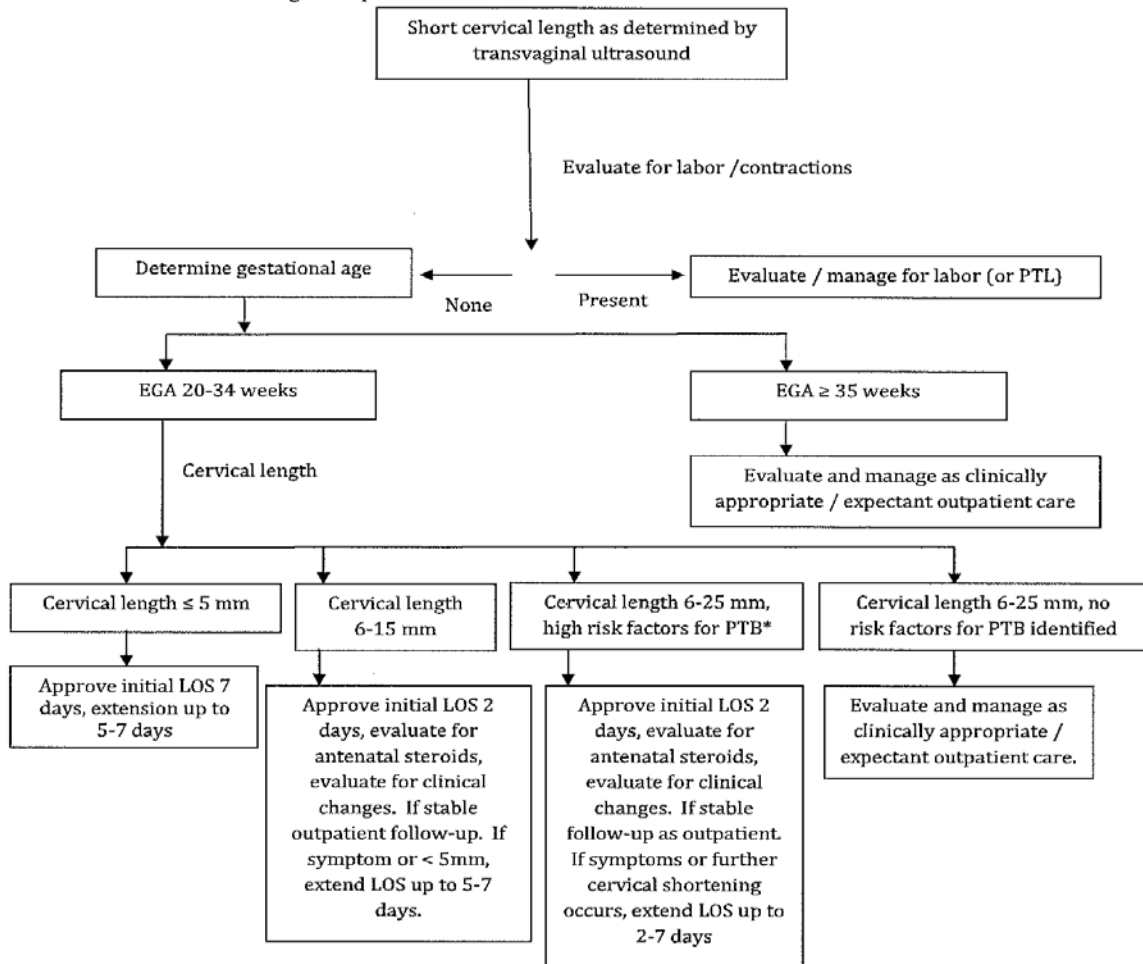 Short cervical length as determined by
transvaginal ultrasound
Evaluate for labor /contractions
Determine gestational age
None
Present
Evaluate / manage for labor (or PTL}
EGA 20-34 weeks
EGA ≥ 35 weeks
Cervical length
Evaluate and manage as clinically
appropriate / expectant outpatient care
Cervical length ≤ 5 mm
Cervical length
6-15 mm
Cervical length 6-25 mm,
high risk factors for PTB*
Cervical length 6-25 mm, no
risk factors for PTB identified
Approve initial LOS 7
days, extension up to
5-7 days
Approve initial LOS 2
days, evaluate for
antenatal steroids,
evaluate for clinical
changes. If stable
outpatient follow-up. If
symptom or < 5mm,
extend LOS up to 5-7
days.
Approve initial LOS 2
days, evaluate for
antenatal steroids,
evaluate for clinical
changes. If stable
follow-up as outpatient.
If symptoms or further
cervical shortening
occurs, extend LOS up to
2-7 days
Evaluate and manage as
clinically appropriate /
expectant outpatient care.